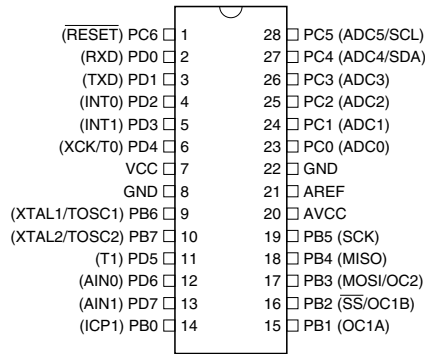 (RESET) PC6 1 28 PC5 (ADC5/SCL)
(RXD) PD0 2 27 PC4 (ADC4/SDA)
(TXD) PD1 3 26 PC3 (ADC3)
(INT0) PD2 4 25 PC2 (ADC2)
(INT1) PD3 5 24 PC1 (ADC1)
(XCK/T0) PD4 6 23 PC0 (ADC0)
VCC 7 22 GND
GND 8 21 AREF
(XTAL1/TOSC1) PB6 9 20 AVCC
(XTAL2/TOSC2) PB7 10 19 PB5 (SCK)
(T1) PD5 11 18 PB4 (MISO)
(AIN0) PD6 12 17 PB3 (MOSI/OC2)
(AIN1) PD7 13 16 PB2 (SS/OC1B)
(ICP1) PB0 14 15 PB1 (OC1A)